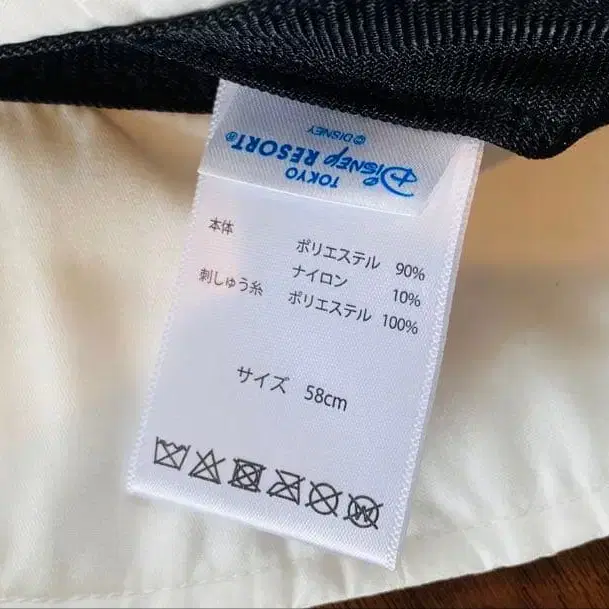 TOKYO
DISNEY RESORT®
©DISNEY
本体 ポリエステル 90%
ナイロン 10%
刺しゅう糸 ポリエステル 100%
サイズ 58cm
W